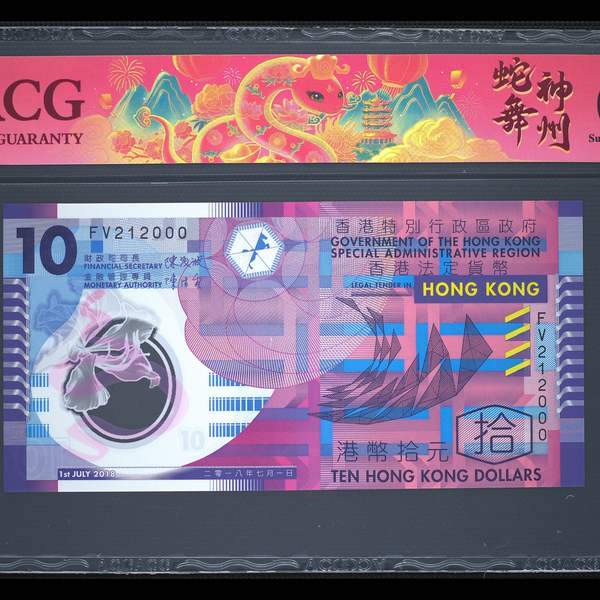 ACG
GUARANTY
蛇舞
神州
Su
10
FV212000
財政司司長
FINANCIAL SECRETARY
金融管理專員
MONETARY AUTHORITY
香港特別行政區政府
GOVERNMENT OF THE HONG KONG
SPECIAL ADMINISTRATIVE REGION
香港法定貨幣
LEGAL TENDER IN
HONG KONG
FV212000
10
港幣拾元
拾
1ST JULY 2018
二零一八年七月一日
TEN HONG KONG DOLLARS